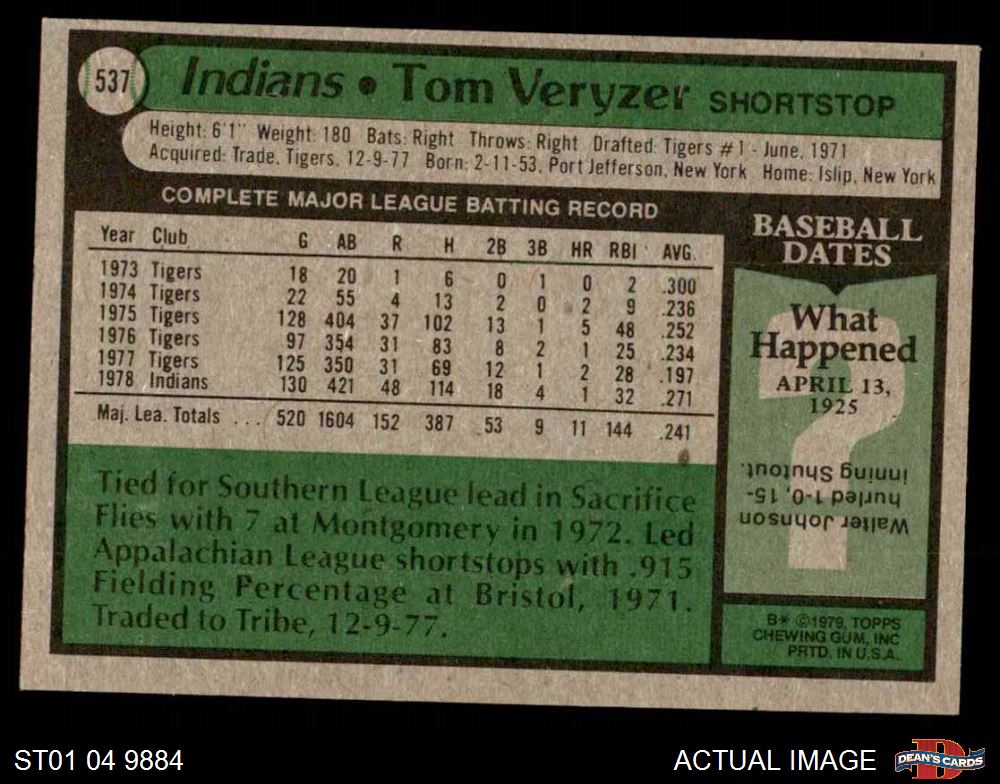 537
Indians • Tom Veryzer SHORTSTOP
Height: 6'1" Weight: 180 Bats: Right Throws: Right Drafted: Tigers #1 - June, 1971
Acquired: Trade, Tigers, 12-9-77 Born: 2-11-53, Port Jefferson, New York Home: Islip, New York
COMPLETE MAJOR LEAGUE BATTING RECORD
Year Club G AB R H 2B 3B HR RBI AVG.
1973 Tigers 18 20 1 6 0 1 0 2 .300
1974 Tigers 22 55 4 13 2 0 2 9 .236
1975 Tigers 128 404 37 102 13 1 5 48 .252
1976 Tigers 97 354 31 83 8 2 1 25 .234
1977 Tigers 125 350 31 69 12 1 2 28 .197
1978 Indians 130 421 48 114 18 4 1 32 .271
Maj. Lea. Totals ... 520 1604 152 387 53 9 11 144 .241
Tied for Southern League lead in Sacrifice
Flies with 7 at Montgomery in 1972. Led
Appalachian League shortstops with .915
Fielding Percentage at Bristol, 1971.
Traded to Tribe, 12-9-77.
BASEBALL
DATES
What
Happened
APRIL 13,
1925
Walter Johnson
hurled 1-0, 15-
inning Shutout.
B* ©1979, TOPPS
CHEWING GUM, INC
PRTD. IN U.S.A.
ST01 04 9884
ACTUAL IMAGE
DEAN'S CARDS